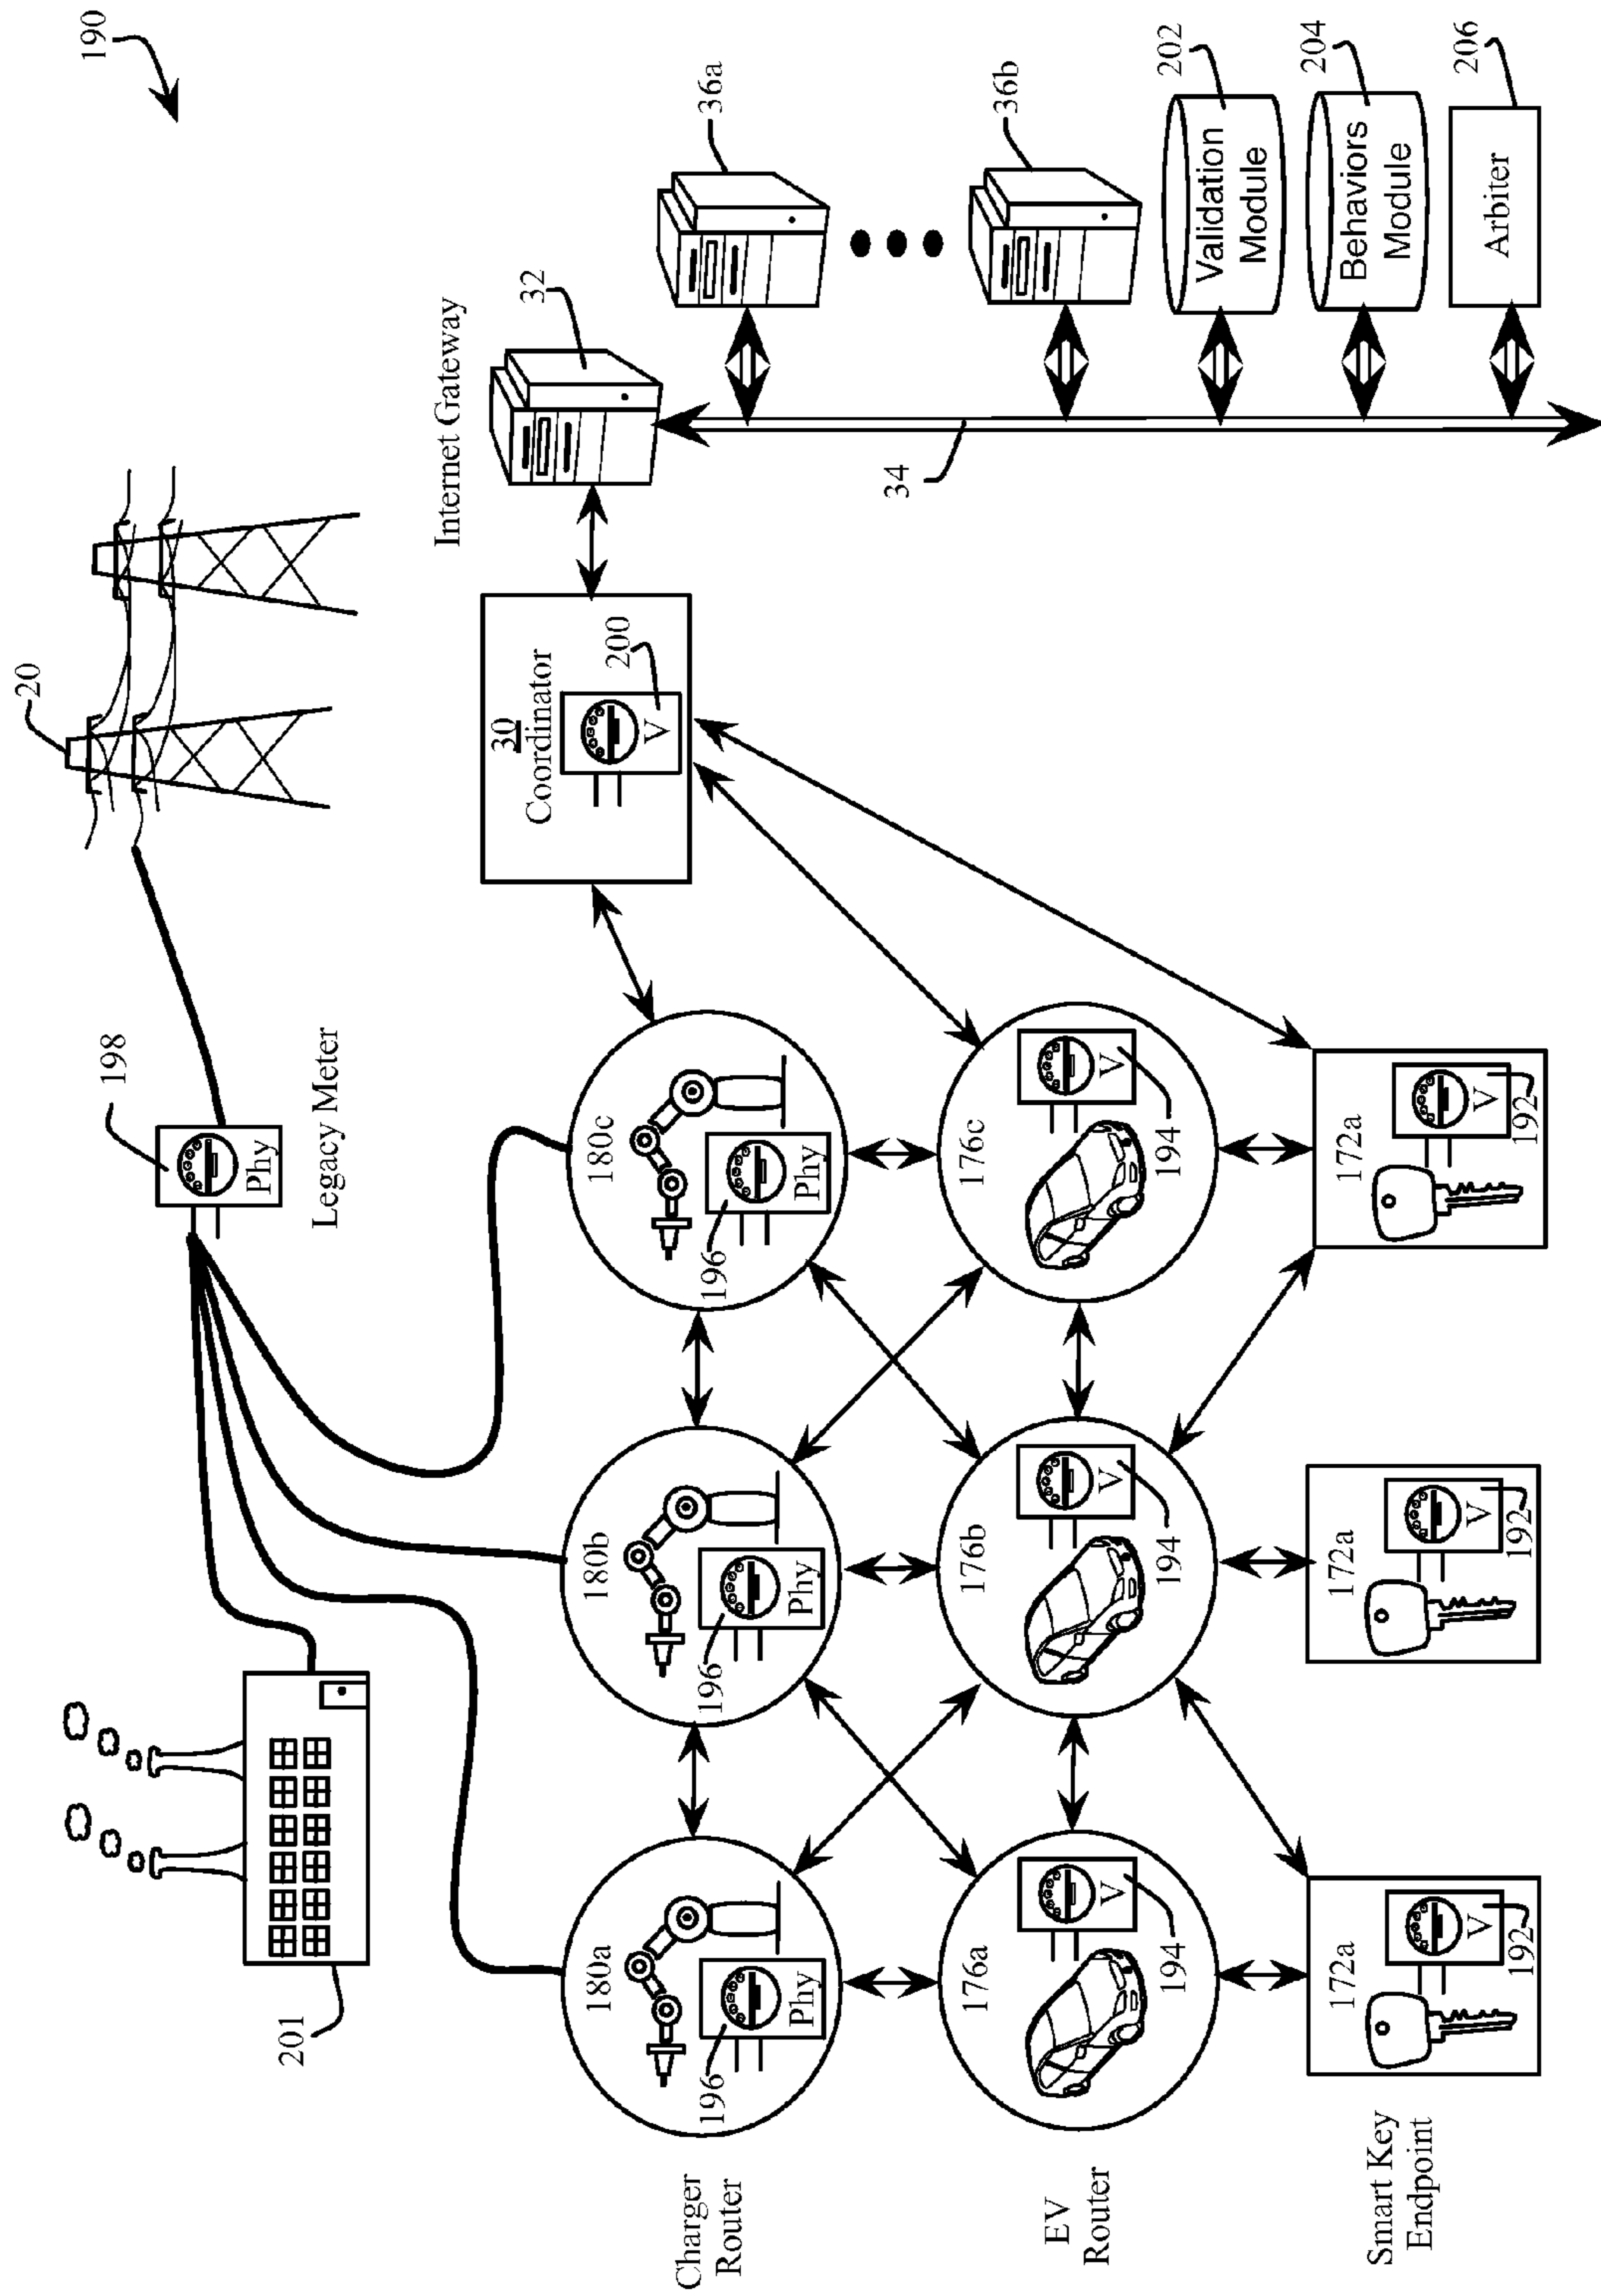 190
20
198
Phy
Legacy Meter
201
Internet Gateway
32
30
Coordinator
V
200
34
36a
36b
202
Validation
Module
204
Behaviors
Module
206
Arbiter
Charger
Router
180a
196
Phy
180b
196
Phy
180c
196
Phy
EV
Router
176a
V
194
176b
V
194
176c
V
194
Smart Key
Endpoint
172a
V
192
172a
V
192
172a
V
192